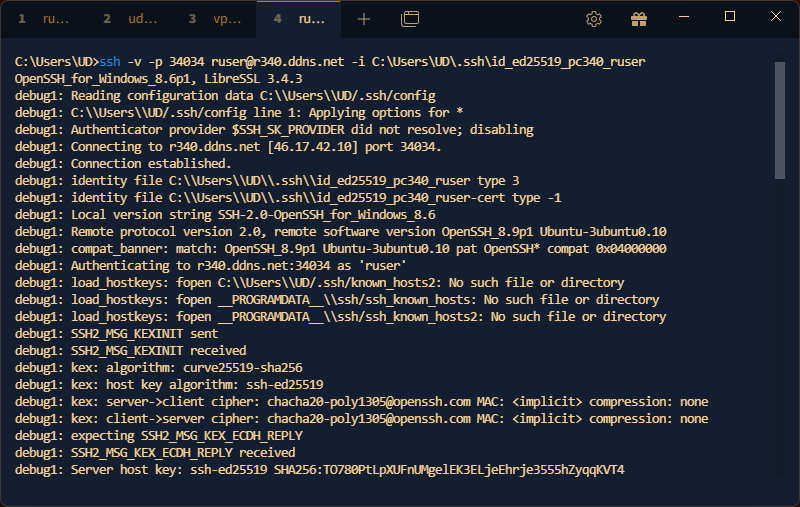 1 ru...
2 ud...
3 vp...
4 ru...
C:\Users\UD>ssh -v -p 34034 ruser@r340.ddns.net -i C:\Users\UD\.ssh\id_ed25519_pc340_ruser
OpenSSH_for_Windows_8.6p1, LibreSSL 3.4.3
debug1: Reading configuration data C:\\Users\\UD/.ssh/config
debug1: C:\\Users\\UD/.ssh/config line 1: Applying options for *
debug1: Authenticator provider $SSH_SK_PROVIDER did not resolve; disabling
debug1: Connecting to r340.ddns.net [46.17.42.10] port 34034.
debug1: Connection established.
debug1: identity file C:\\Users\\UD\\.ssh\\id_ed25519_pc340_ruser type 3
debug1: identity file C:\\Users\\UD\\.ssh\\id_ed25519_pc340_ruser-cert type -1
debug1: Local version string SSH-2.0-OpenSSH_for_Windows_8.6
debug1: Remote protocol version 2.0, remote software version OpenSSH_8.9p1 Ubuntu-3ubuntu0.10
debug1: compat_banner: match: OpenSSH_8.9p1 Ubuntu-3ubuntu0.10 pat OpenSSH* compat 0x04000000
debug1: Authenticating to r340.ddns.net:34034 as 'ruser'
debug1: load_hostkeys: fopen C:\\Users\\UD/.ssh/known_hosts2: No such file or directory
debug1: load_hostkeys: fopen __PROGRAMDATA__\\ssh/ssh_known_hosts: No such file or directory
debug1: load_hostkeys: fopen __PROGRAMDATA__\\ssh/ssh_known_hosts2: No such file or directory
debug1: SSH2_MSG_KEXINIT sent
debug1: SSH2_MSG_KEXINIT received
debug1: kex: algorithm: curve25519-sha256
debug1: kex: host key algorithm: ssh-ed25519
debug1: kex: server->client cipher: chacha20-poly1305@openssh.com MAC: <implicit> compression: none
debug1: kex: client->server cipher: chacha20-poly1305@openssh.com MAC: <implicit> compression: none
debug1: expecting SSH2_MSG_KEX_ECDH_REPLY
debug1: SSH2_MSG_KEX_ECDH_REPLY received
debug1: Server host key: ssh-ed25519 SHA256:TO780PtLpXUFnUMgelEK3ELjeEhrje3555hZyqqKVT4